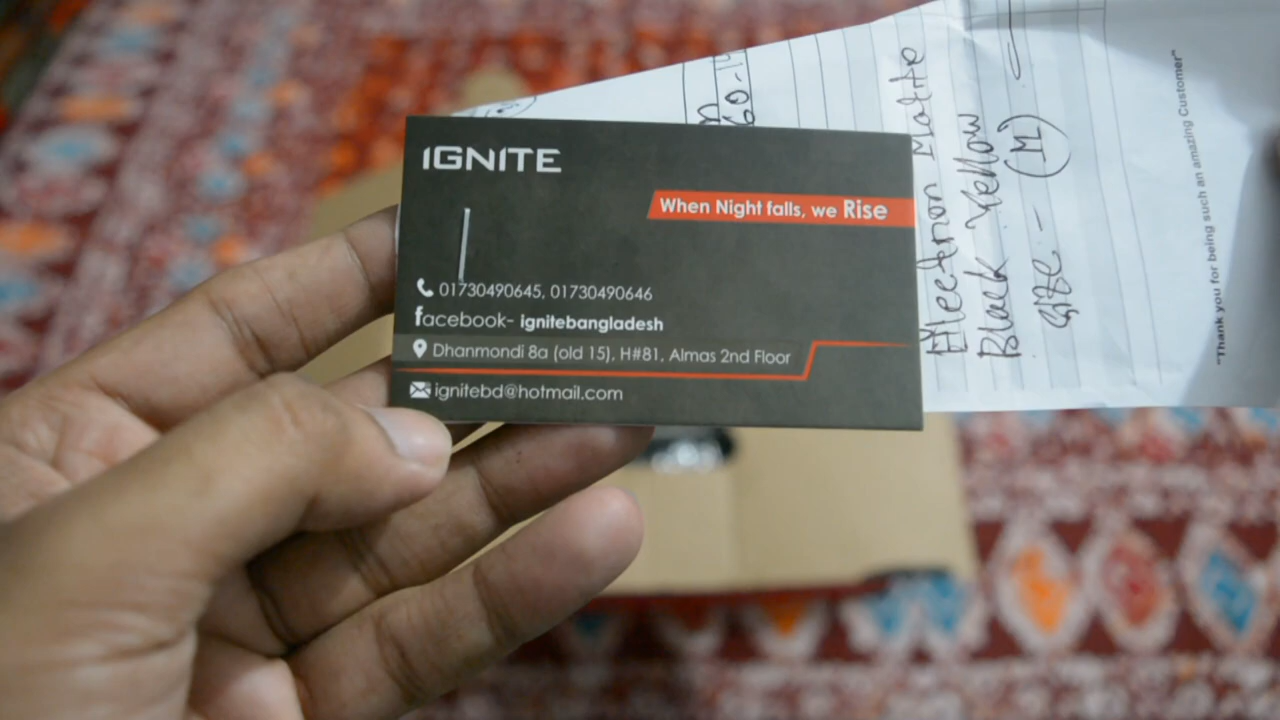 IGNITE
When Night falls, we Rise
01730490645, 01730490646
facebook- ignitebangladesh
Dhanmondi 8a (old 15), H#81, Almas 2nd Floor
ignitebd@hotmail.com
Matte
Black Yellow
Size - (M)
"Thank you for being such an amazing Customer"